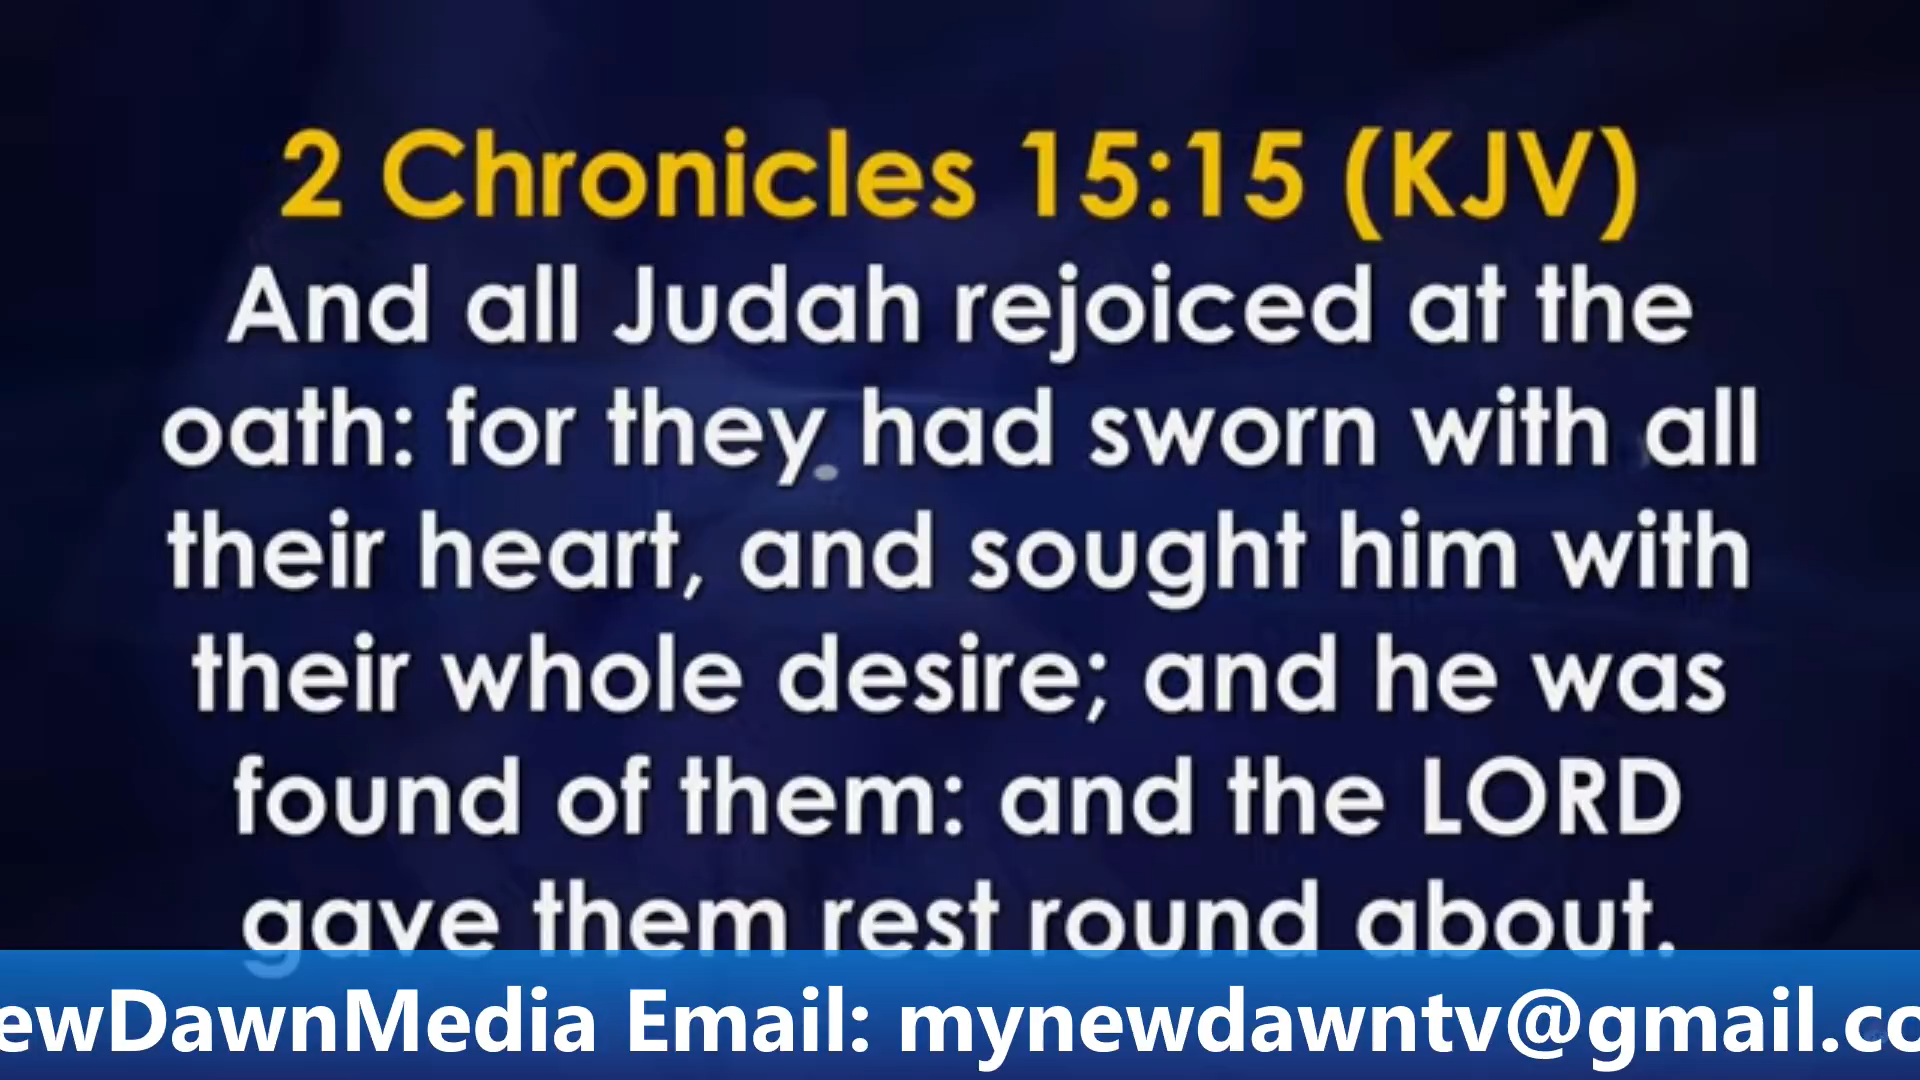 2 Chronicles 15:15 (KJV)
And all Judah rejoiced at the
oath: for they had sworn with all
their heart, and sought him with
their whole desire; and he was
found of them: and the LORD
gave them rest round about.
ewDawnMedia Email: mynewdawntv@gmail.co